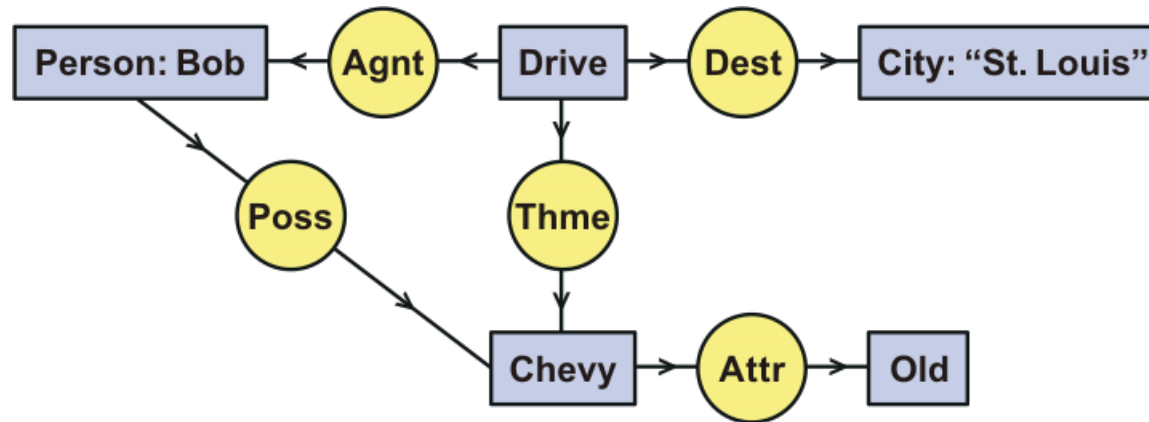 Person: Bob
Agnt
Drive
Dest
City: “St. Louis”
Poss
Thme
Chevy
Attr
Old